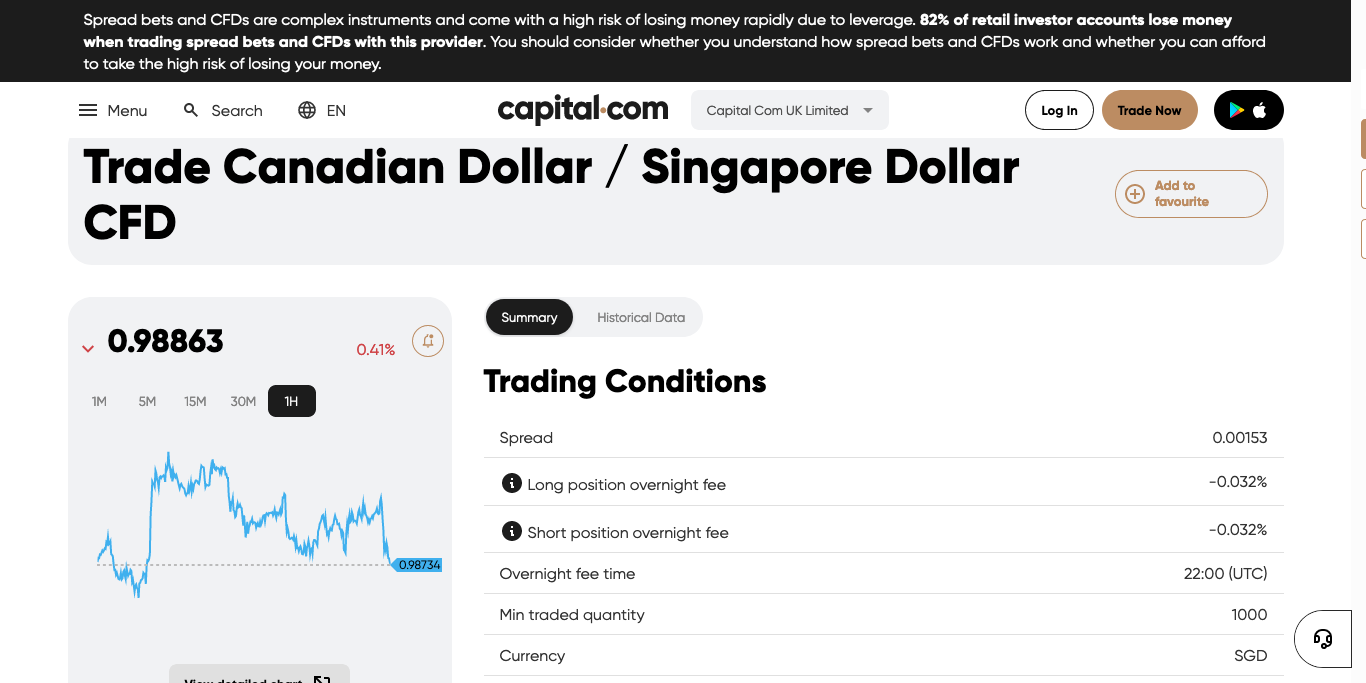 Spread bets and CFDs are complex instruments and come with a high risk of losing money rapidly due to leverage. 82% of retail investor accounts lose money
when trading spread bets and CFDs with this provider. You should consider whether you understand how spread bets and CFDs work and whether you can afford
to take the high risk of losing your money.
Menu
Search
EN
capital.com
Capital Com UK Limited
Log In
Trade Now
Trade Canadian Dollar / Singapore Dollar
CFD
Add to
favourite
0.98863
0.41%
1M
5M
15M
30M
1H
0.98734
View detailed chart
Summary
Historical Data
Trading Conditions
Spread
0.00153
Long position overnight fee
-0.032%
Short position overnight fee
-0.032%
Overnight fee time
22:00 (UTC)
Min traded quantity
1000
Currency
SGD